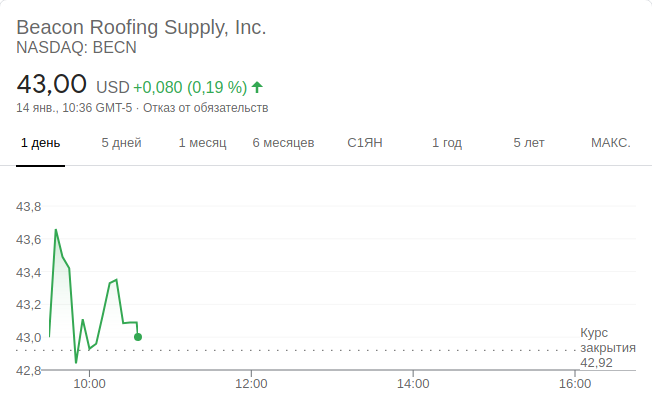 Beacon Roofing Supply, Inc.
NASDAQ: BECN
43,00 USD +0,080 (0,19 %)
14 янв., 10:36 GMT-5 · Отказ от обязательств
1 день 5 дней 1 месяц 6 месяцев С1ЯН 1 год 5 лет МАКС.
43,8
43,6
43,4
43,2
43,0
42,8
Курс
закрытия
42,92
10:00 12:00 14:00 16:00